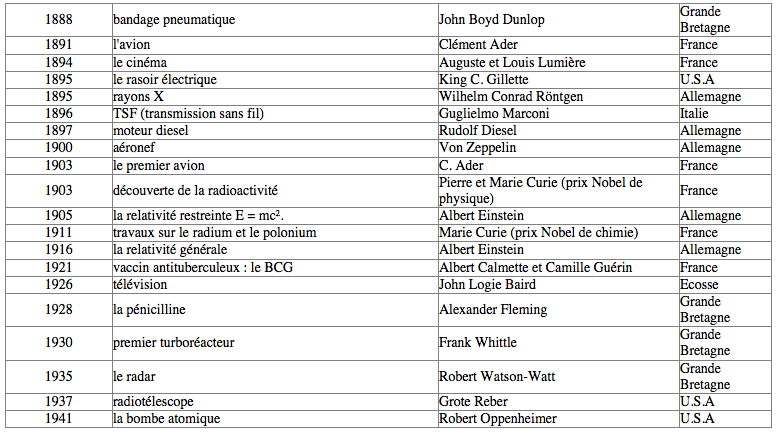 1888 bandage pneumatique John Boyd Dunlop Grande
Bretagne
1891 l'avion Clément Ader France
1894 le cinéma Auguste et Louis Lumière France
1895 le rasoir électrique King C. Gillette U.S.A
1895 rayons X Wilhelm Conrad Röntgen Allemagne
1896 TSF (transmission sans fil) Guglielmo Marconi Italie
1897 moteur diesel Rudolf Diesel Allemagne
1900 aéronef Von Zeppelin Allemagne
1903 le premier avion C. Ader France
1903 découverte de la radioactivité Pierre et Marie Curie (prix Nobel de
physique) France
1905 la relativité restreinte E = mc². Albert Einstein Allemagne
1911 travaux sur le radium et le polonium Marie Curie (prix Nobel de chimie) France
1916 la relativité générale Albert Einstein Allemagne
1921 vaccin antituberculeux : le BCG Albert Calmette et Camille Guérin France
1926 télévision John Logie Baird Ecosse
1928 la pénicilline Alexander Fleming Grande
Bretagne
1930 premier turboréacteur Frank Whittle Grande
Bretagne
1935 le radar Robert Watson-Watt Grande
Bretagne
1937 radiotélescope Grote Reber U.S.A
1941 la bombe atomique Robert Oppenheimer U.S.A